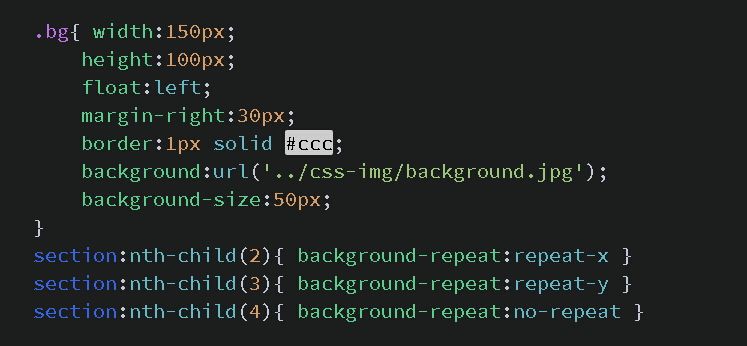 .bg{ width:150px;
    height:100px;
    float:left;
    margin-right:30px;
    border:1px solid #ccc;
    background:url('../css-img/background.jpg');
    background-size:50px;
}
section:nth-child(2){ background-repeat:repeat-x }
section:nth-child(3){ background-repeat:repeat-y }
section:nth-child(4){ background-repeat:no-repeat }